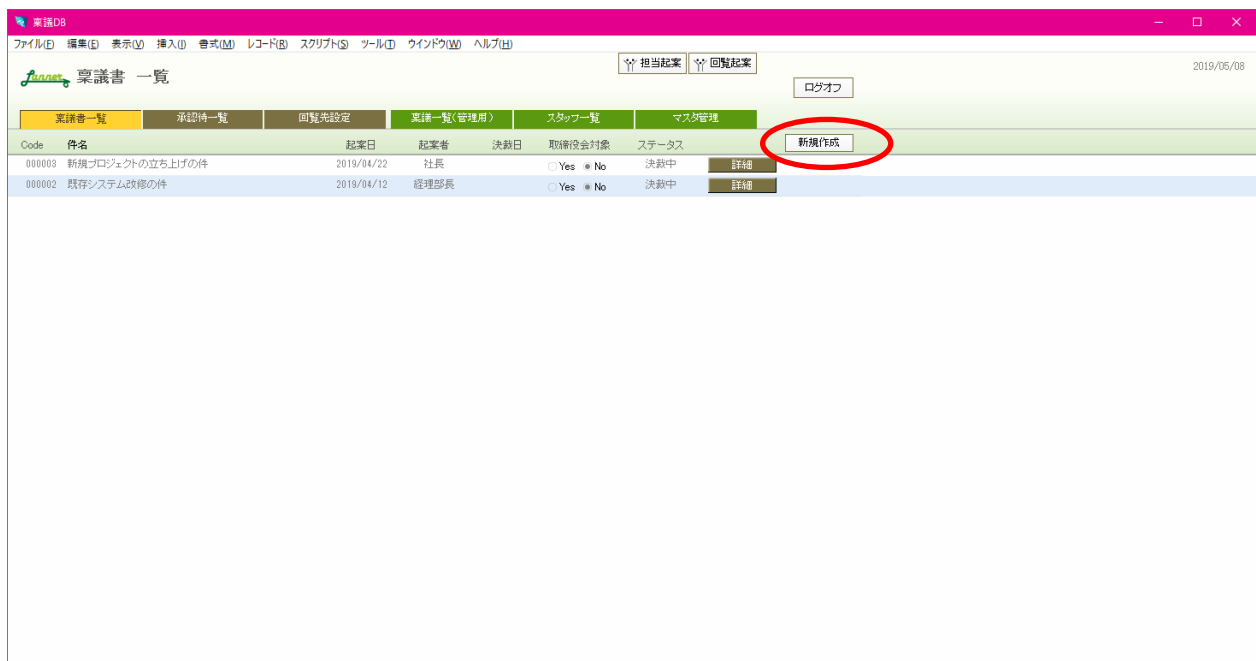 稟議DB
ファイル(F) 編集(E) 表示(V) 挿入(I) 書式(M) レコード(R) スクリプト(S) ツール(T) ウインドウ(W) ヘルプ(H)
担当起案 回覧起案
2019/05/08
funner 稟議書 一覧
ログオフ
稟議書一覧 承認待一覧 回覧先設定 稟議一覧(管理用) スタッフ一覧 マスタ管理
Code 件名 起案日 起案者 決裁日 取締役会対象 ステータス 新規作成
000003 新規プロジェクトの立ち上げの件 2019/04/22 社長 Yes No 決裁中 詳細
000002 既存システム改修の件 2019/04/12 経理部長 Yes No 決裁中 詳細